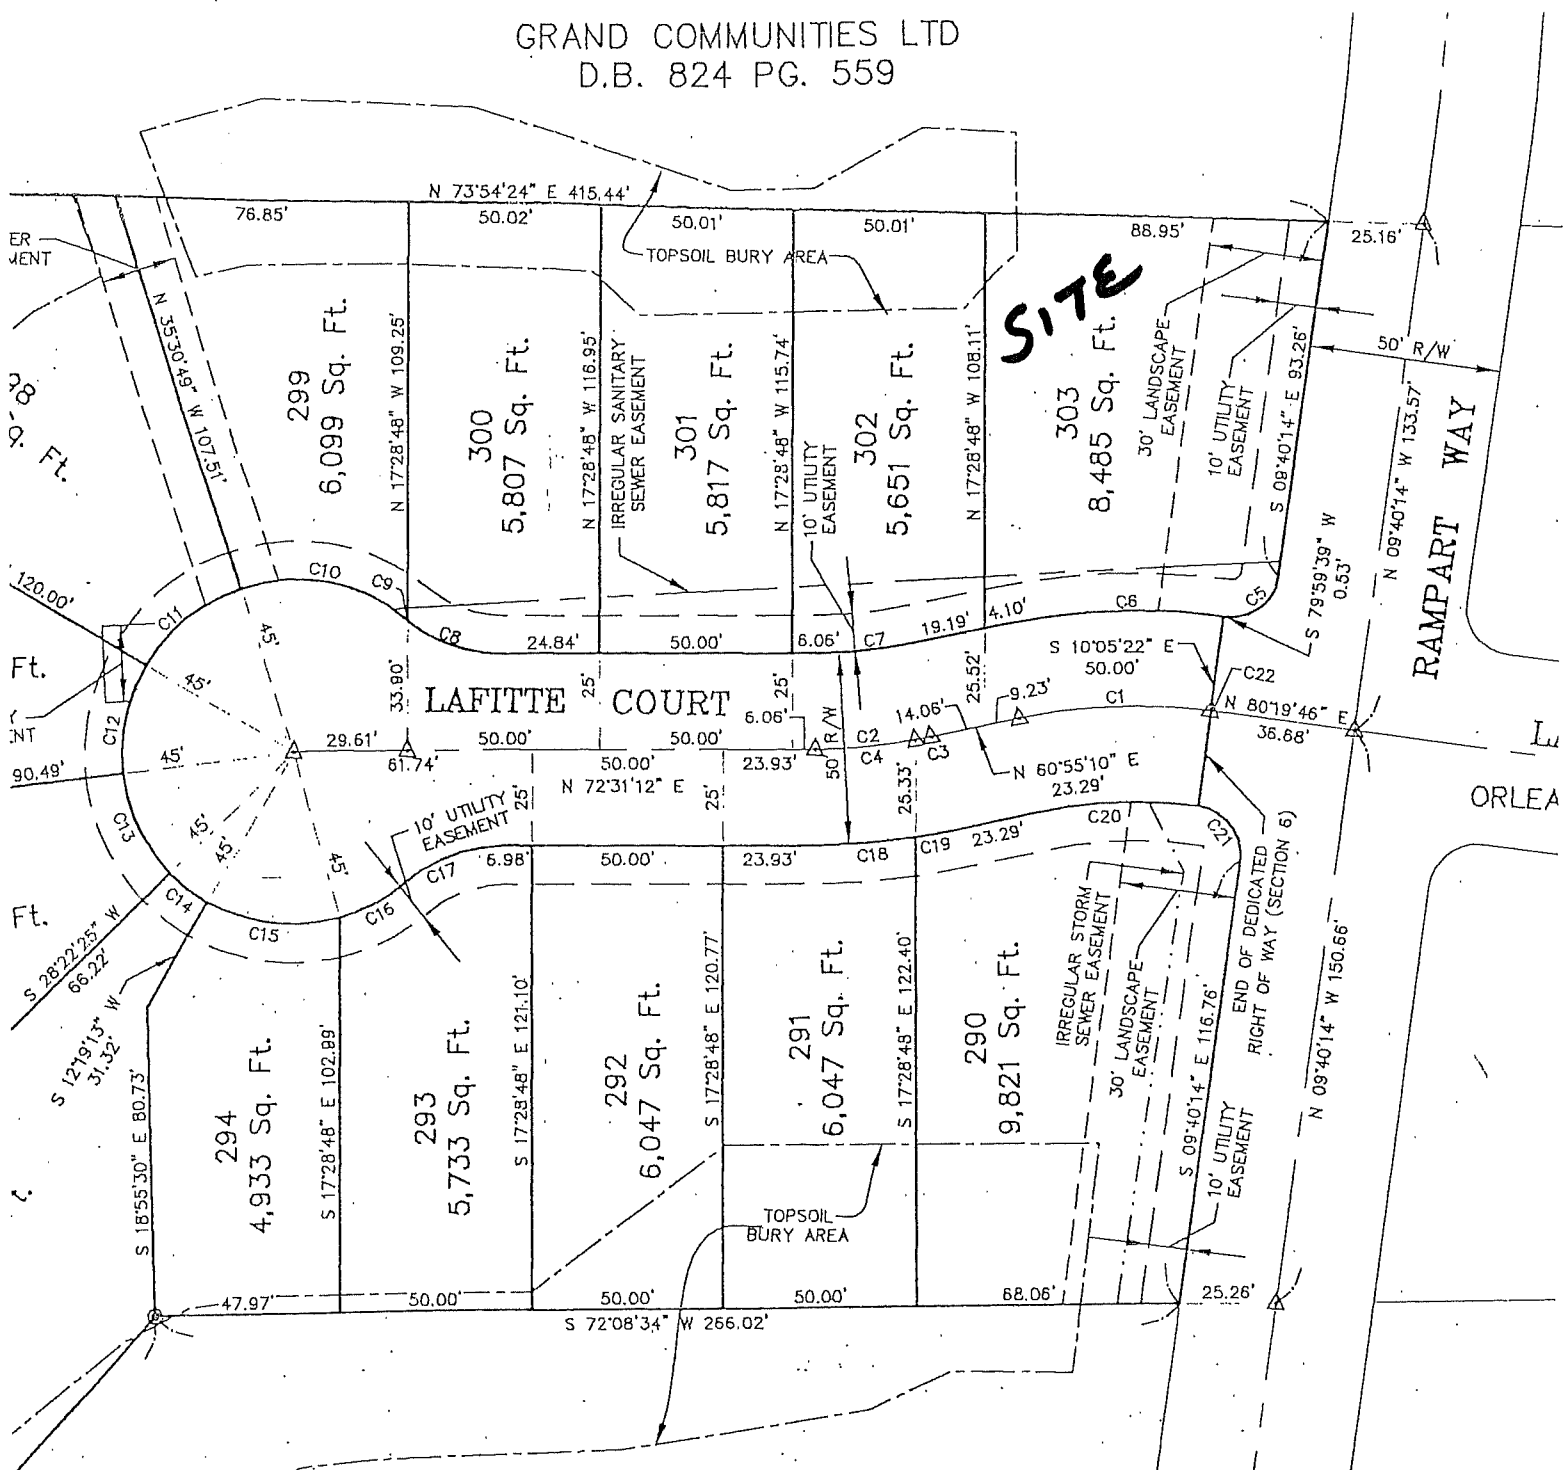 GRAND COMMUNITIES LTD
D.B. 824 PG. 559
N 73°54'24" E 415.44'
76.85'
50.02'
50.01'
50.01'
88.95'
25.16'
ER
MENT
TOPSOIL BURY AREA
SITE
N 35°30'49" W 107.51'
299
6,099 Sq. Ft.
N 17°28'48" W 109.25'
300
5,807 Sq. Ft.
N 17°28'48" W 116.95'
IRREGULAR SANITARY
SEWER EASEMENT
301
5,817 Sq. Ft.
N 17°28'48" W 115.74'
10' UTILITY
EASEMENT
302
5,651 Sq. Ft.
N 17°28'48" W 108.11'
303
8,485 Sq. Ft.
30' LANDSCAPE
EASEMENT
10' UTILITY
EASEMENT
S 09°40'14" E 93.26'
50' R/W
N 09°40'14" W 133.57'
RAMPART WAY
S 79°59'39" W
0.53'
9. Ft.
120.00'
C11
C10
C9
C8
24.84'
50.00'
6.06'
C7
19.19'
4.10'
C6
C5
S 10°05'22" E
50.00'
C22
Ft.
45'
45'
33.90'
LAFITTE COURT
25'
25'
25.52'
9.23'
C1
N 80°19'46" E
36.68'
NT
C12
45'
29.61'
50.00'
50.00'
6.06'
50' R/W
C2
14.06'
61.74'
50.00'
23.93'
C4
C3
N 60°55'10" E
23.29'
N 72°31'12" E
90.49'
ORLEA
C13
45'
45'
45'
10' UTILITY
EASEMENT
25'
25'
25.33'
C17
6.98'
50.00'
23.93'
C18
C19
23.29'
C20
C21
C14
C15
C16
Ft.
S 28°22'25" W
66.22'
S 12°19'13" W
31.32'
S 18°55'30" E 80.73'
294
4,933 Sq. Ft.
S 17°28'48" E 102.99'
293
5,733 Sq. Ft.
S 17°28'48" E 121.10'
292
6,047 Sq. Ft.
S 17°28'48" E 120.77'
291
6,047 Sq. Ft.
S 17°28'48" E 122.40'
290
9,821 Sq. Ft.
IRREGULAR STORM
SEWER EASEMENT
30' LANDSCAPE
EASEMENT
S 09°40'14" E 116.76'
END OF DEDICATED
RIGHT OF WAY (SECTION 6)
10' UTILITY
EASEMENT
N 09°40'14" W 150.66'
TOPSOIL
BURY AREA
47.97'
50.00'
50.00'
50.00'
68.06'
25.26'
S 72°08'34" W 266.02'